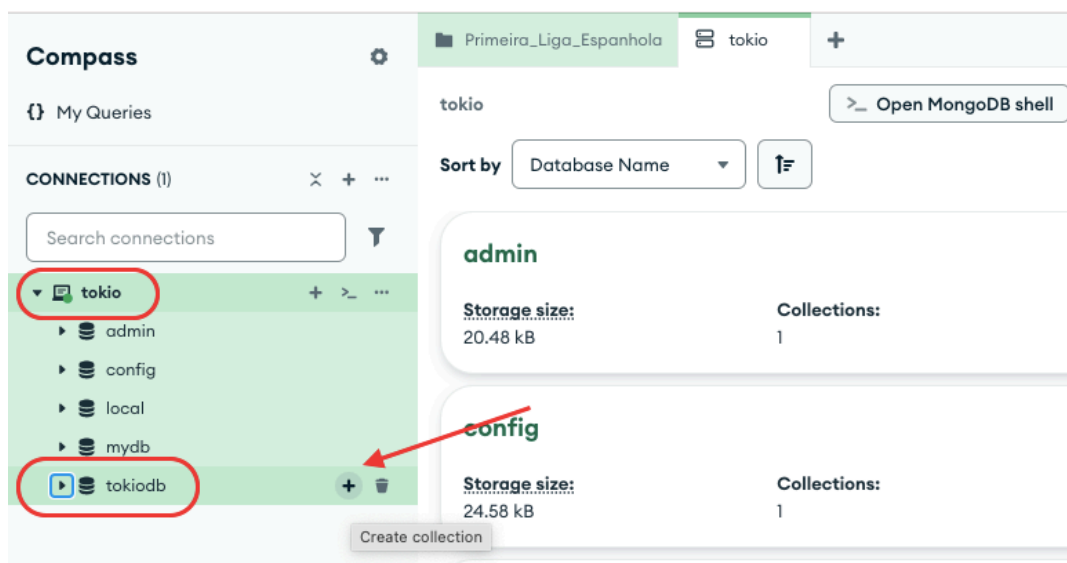 Compass
{} My Queries
CONNECTIONS (1)
Search connections
tokio
admin
config
local
mydb
tokiodb
Create collection
Primeira_Liga_Espanhola
tokio
tokio
>_ Open MongoDB shell
Sort by
Database Name
admin
Storage size:
Collections:
20.48 kB
1
config
Storage size:
Collections:
24.58 kB
1